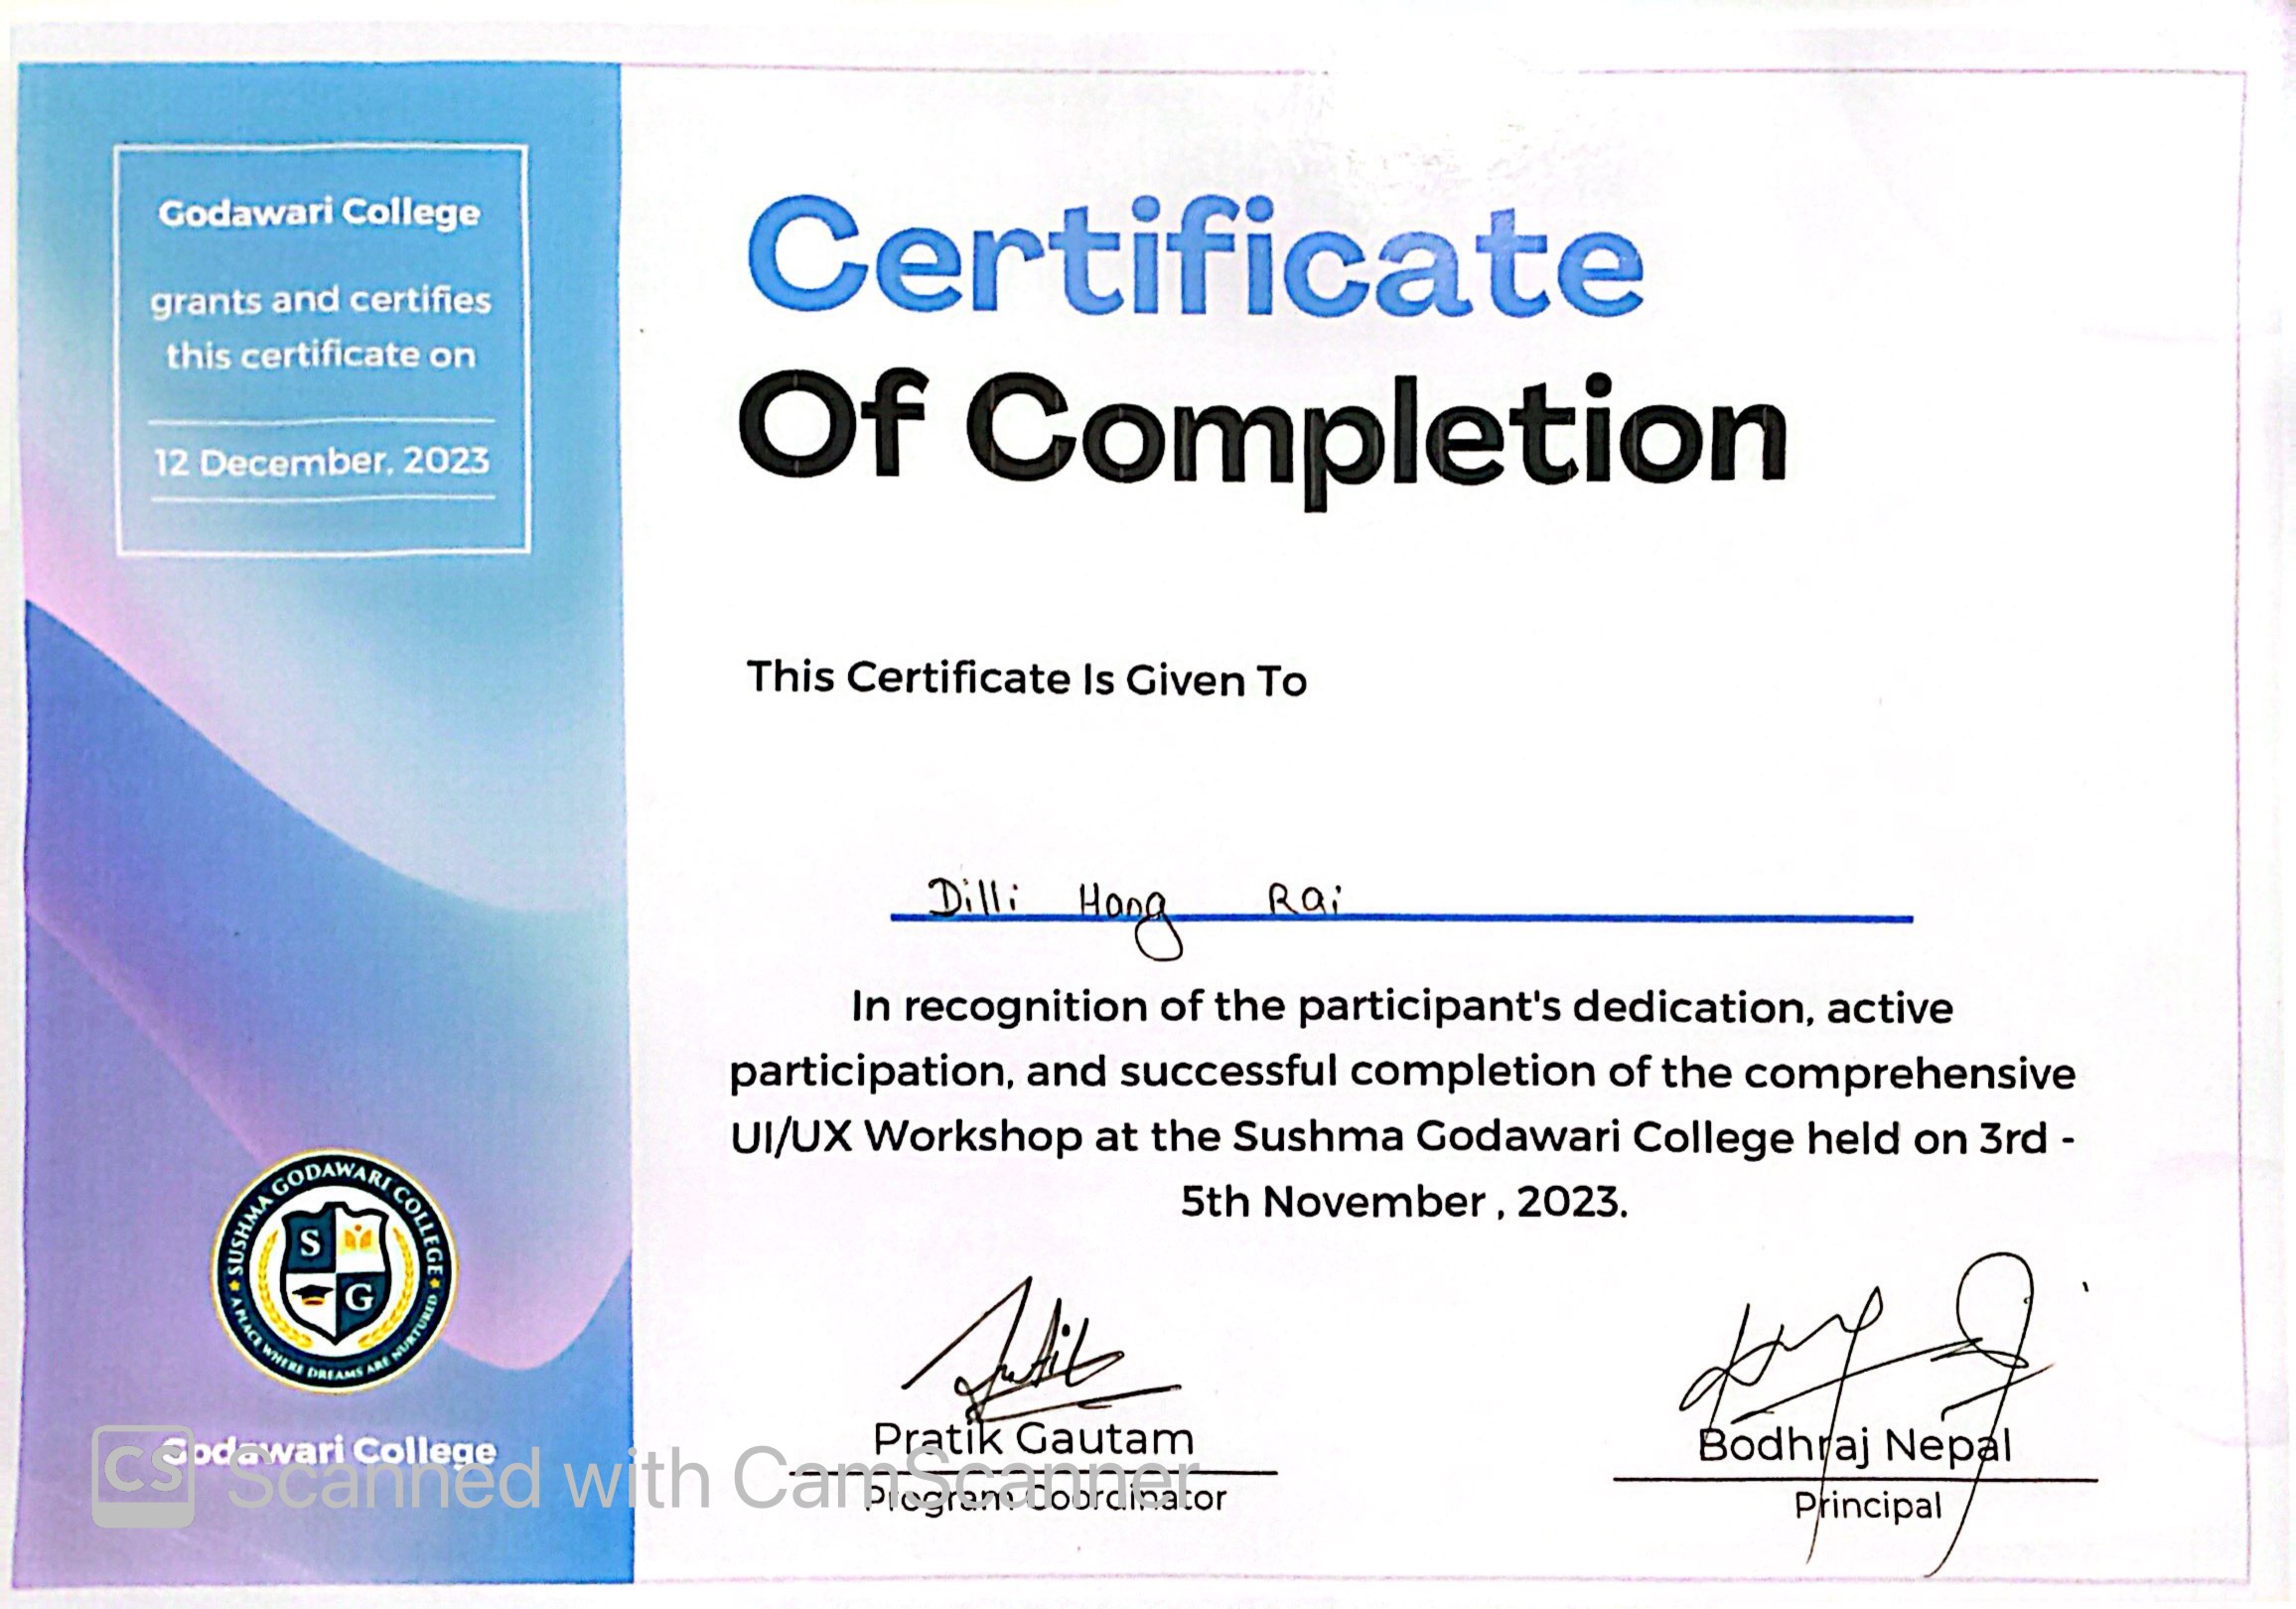 Godawari College
grants and certifies
this certificate on
12 December, 2023
Certificate
Of Completion
This Certificate Is Given To
Dilli Hang Rai
In recognition of the participant's dedication, active
participation, and successful completion of the comprehensive
UI/UX Workshop at the Sushma Godawari College held on 3rd -
5th November , 2023.
SUSHMA GODAWARI COLLEGE
S
G
A PLACE WHERE DREAMS ARE NURTURED
Godawari College
Pratik Gautam
Program Coordinator
Bodhraj Nepal
Principal
CS Scanned with CamScanner